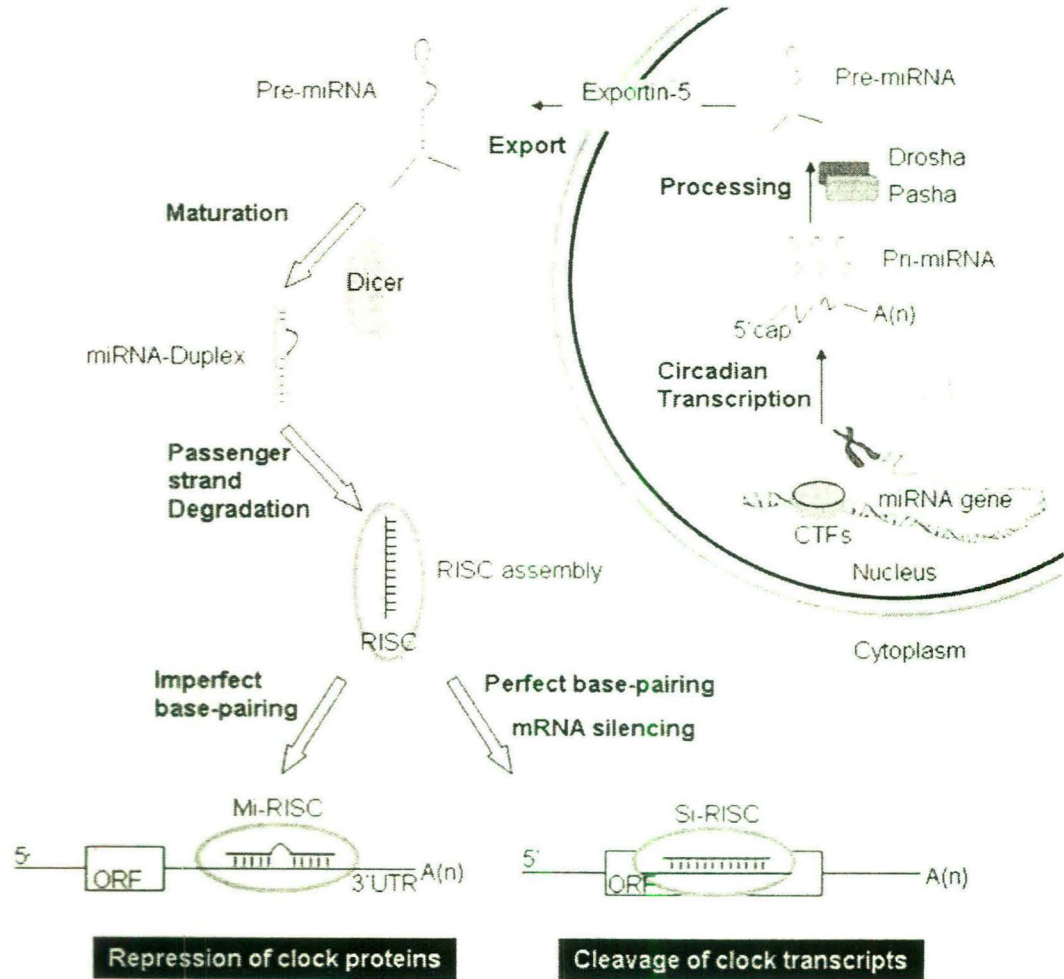 Pre-miRNA
Exportin-5
Pre-miRNA
Export
Drosha
Processing
Pasha
Maturation
Dicer
Pri-miRNA
5'cap
A(n)
miRNA-Duplex
Circadian
Transcription
Passenger
strand
Degradation
miRNA gene
CTFs
RISC assembly
Nucleus
RISC
Cytoplasm
Imperfect
base-pairing
Perfect base-pairing
mRNA silencing
Mi-RISC
Si-RISC
5'
ORF
3'UTR
A(n)
5'
ORF
A(n)
Repression of clock proteins
Cleavage of clock transcripts